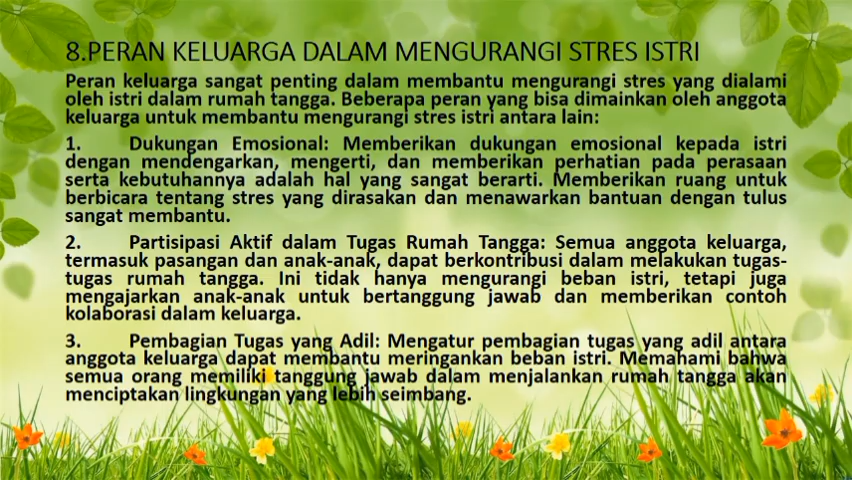 8.PERAN KELUARGA DALAM MENGURANGI STRES ISTRI
Peran keluarga sangat penting dalam membantu mengurangi stres yang dialami
oleh istri dalam rumah tangga. Beberapa peran yang bisa dimainkan oleh anggota
keluarga untuk membantu mengurangi stres istri antara lain:
1. Dukungan Emosional: Memberikan dukungan emosional kepada istri
dengan mendengarkan, mengerti, dan memberikan perhatian pada perasaan
serta kebutuhannya adalah hal yang sangat berarti. Memberikan ruang untuk
berbicara tentang stres yang dirasakan dan menawarkan bantuan dengan tulus
sangat membantu.
2. Partisipasi Aktif dalam Tugas Rumah Tangga: Semua anggota keluarga,
termasuk pasangan dan anak-anak, dapat berkontribusi dalam melakukan tugas-
tugas rumah tangga. Ini tidak hanya mengurangi beban istri, tetapi juga
mengajarkan anak-anak untuk bertanggung jawab dan memberikan contoh
kolaborasi dalam keluarga.
3. Pembagian Tugas yang Adil: Mengatur pembagian tugas yang adil antara
anggota keluarga dapat membantu meringankan beban istri. Memahami bahwa
semua orang memiliki tanggung jawab dalam menjalankan rumah tangga akan
menciptakan lingkungan yang lebih seimbang.